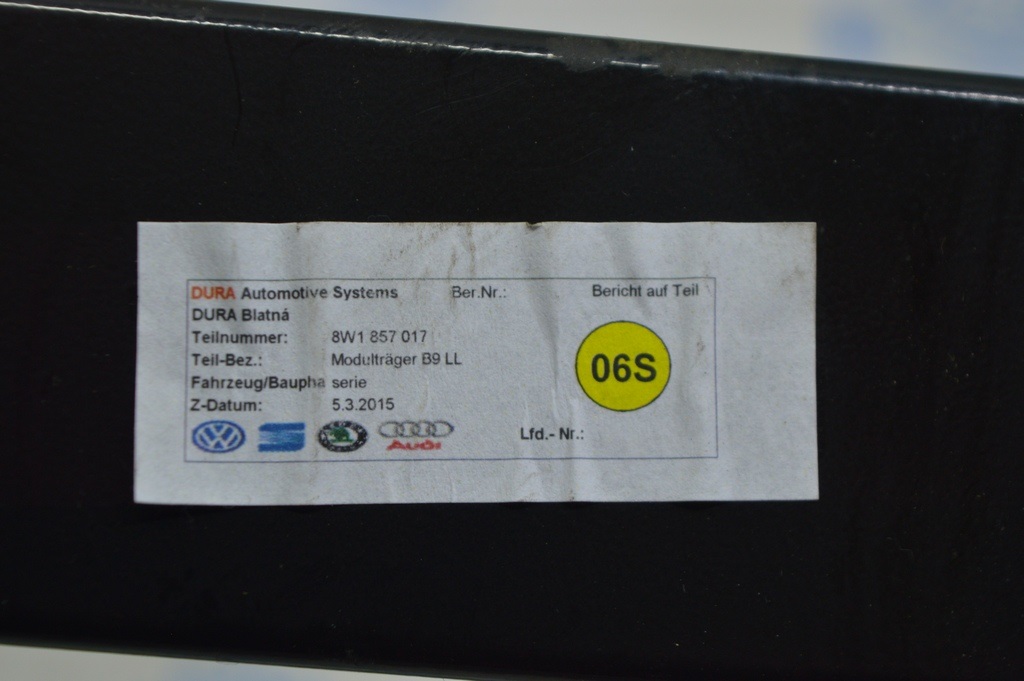 DURA Automotive Systems Ber.Nr.: Bericht auf Teil
DURA Blatná
Teilnummer: 8W1 857 017
Teil-Bez.: Modulträger B9 LL
06S
Fahrzeug/Baupha serie
Z-Datum: 5.3.2015
Audi
Lfd.- Nr.: